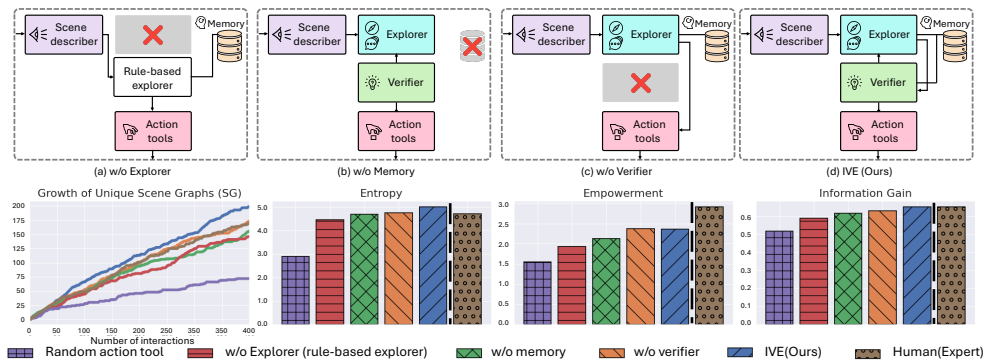 Scene
describer
Memory
Rule-based
explorer
Action
tools
(a) w/o Explorer
Scene
describer
Explorer
Verifier
Action
tools
(b) w/o Memory
Scene
describer
Explorer
Memory
Action
tools
(c) w/o Verifier
Scene
describer
Explorer
Memory
Verifier
Action
tools
(d) IVE (Ours)
Growth of Unique Scene Graphs (SG)
200
175
150
125
100
75
50
25
0
0 50 100 150 200 250 300 350 400
Number of interactions
Entropy
5.0
4.0
3.0
2.0
1.0
0.0
Empowerment
3.0
2.5
2.0
1.5
1.0
0.5
0.0
Information Gain
0.6
0.5
0.4
0.3
0.2
0.1
0.0
Random action tool w/o Explorer (rule-based explorer) w/o memory w/o verifier IVE(Ours) Human(Expert)